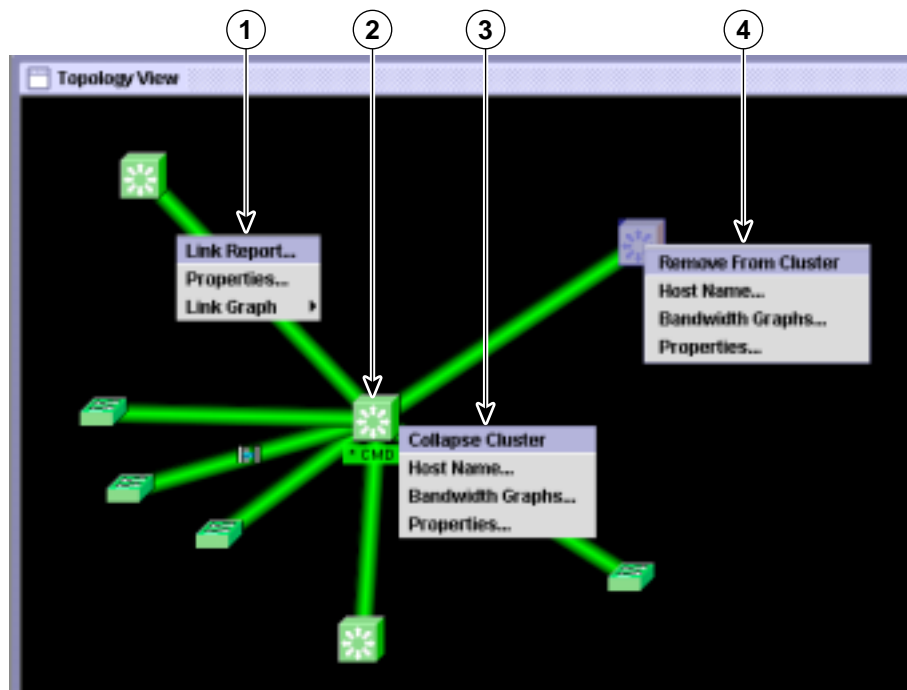 1 2 3 4
Topology View
Link Report...
Properties...
Link Graph
Remove From Cluster
Host Name...
Bandwidth Graphs...
Properties...
* CMD
Collapse Cluster
Host Name...
Bandwidth Graphs...
Properties...